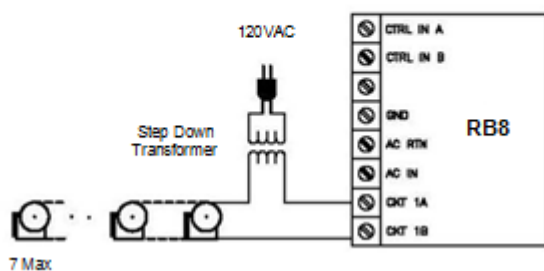 120VAC
Step Down
Transformer
CTRL IN A
CTRL IN B
GND
AC RTN
AC IN
CKT 1A
CKT 1B
RB8
7 Max